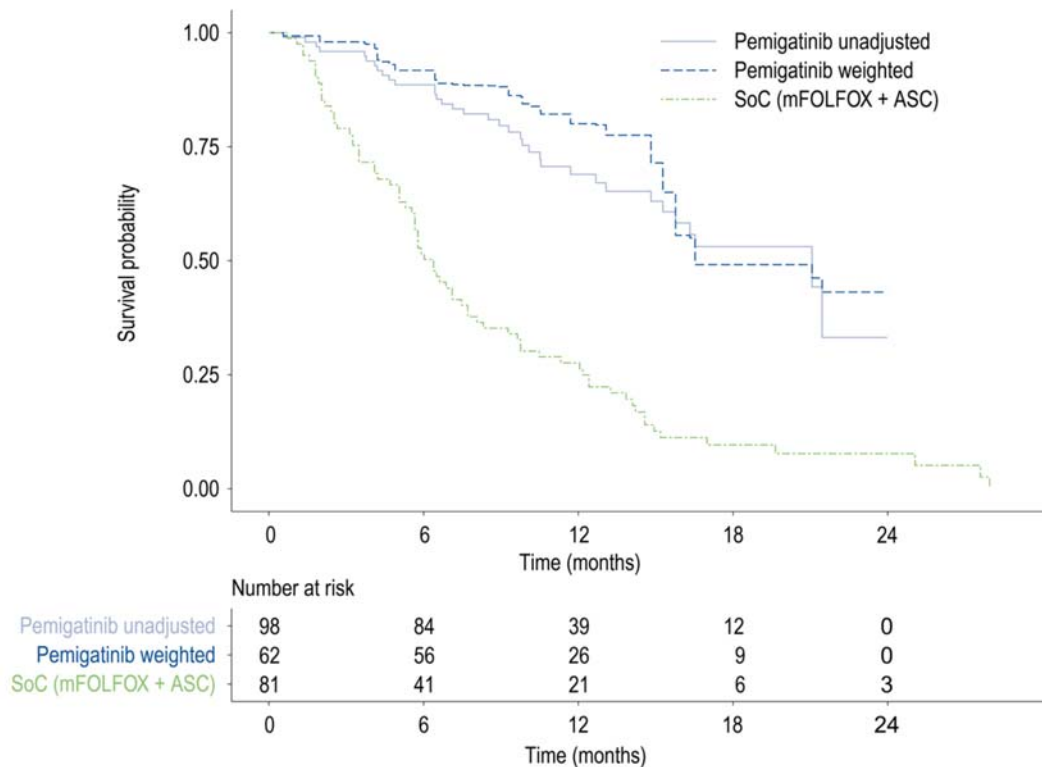 1.00
0.75
0.50
0.25
0.00
Survival probability
Pemigatinib unadjusted
Pemigatinib weighted
SoC (mFOLFOX + ASC)
0 6 12 18 24
Time (months)
Number at risk
Pemigatinib unadjusted 98 84 39 12 0
Pemigatinib weighted 62 56 26 9 0
SoC (mFOLFOX + ASC) 81 41 21 6 3
0 6 12 18 24
Time (months)